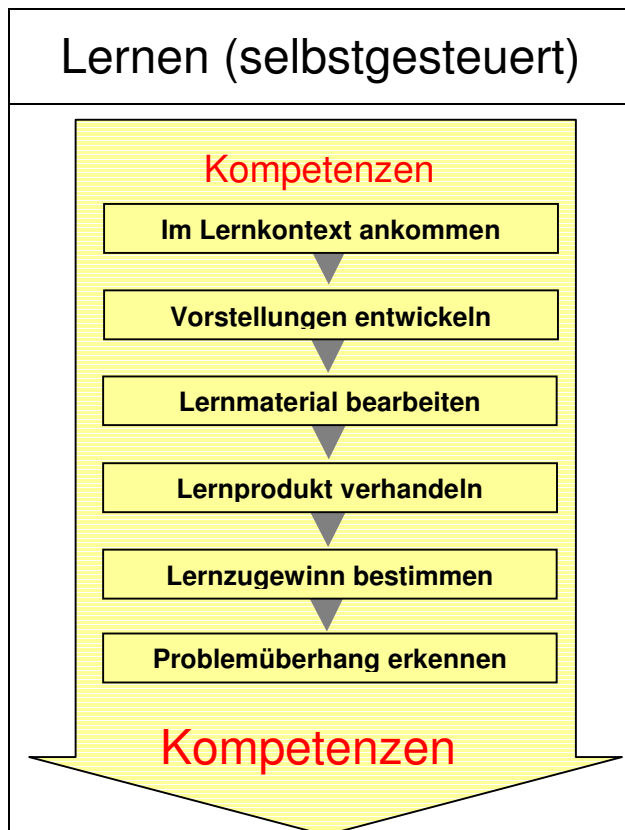 Lernen (selbstgesteuert)
Kompetenzen
Im Lernkontext ankommen
Vorstellungen entwickeln
Lernmaterial bearbeiten
Lernprodukt verhandeln
Lernzugewinn bestimmen
Problemüberhang erkennen
Kompetenzen